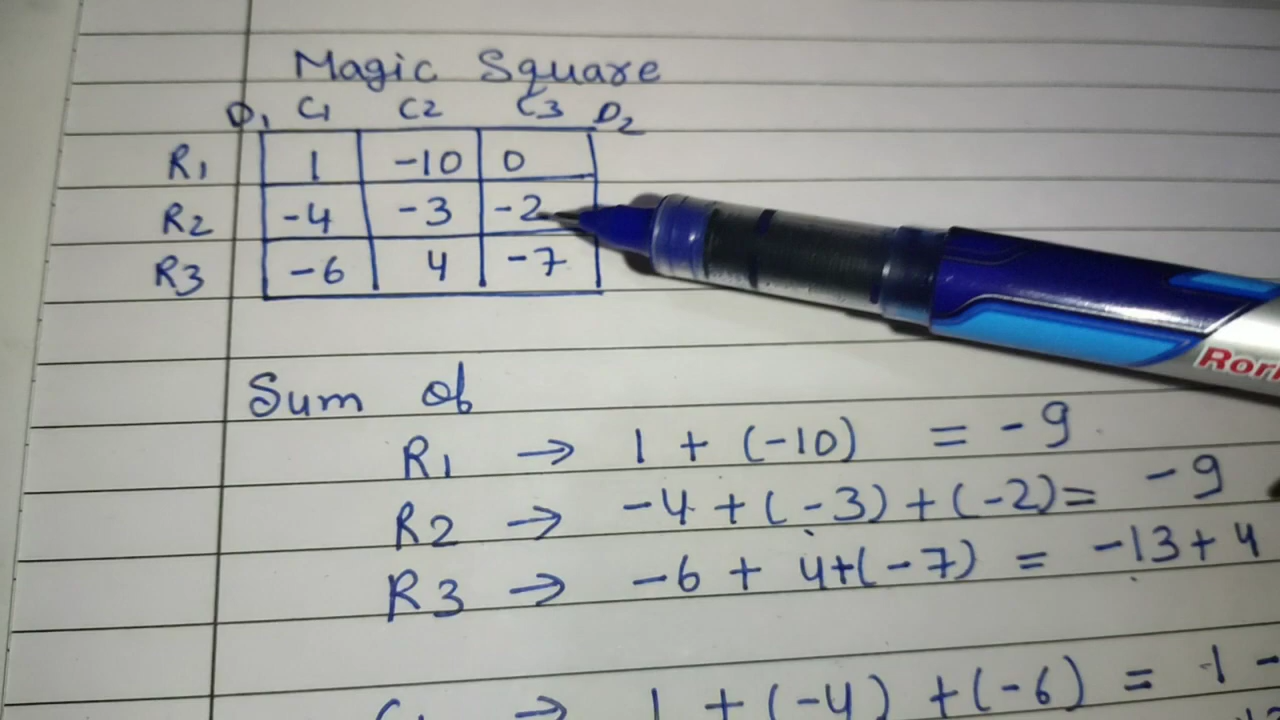 Magic Square
D1 C1 C2 C3 D2
R1 1 -10 0
R2 -4 -3 -2
R3 -6 4 -7
Sum of
R1 → 1 + (-10) = -9
R2 → -4 + (-3) + (-2) = -9
R3 → -6 + 4+(-7) = -13+4
→ 1 + (-4) + (-6) = 1 -